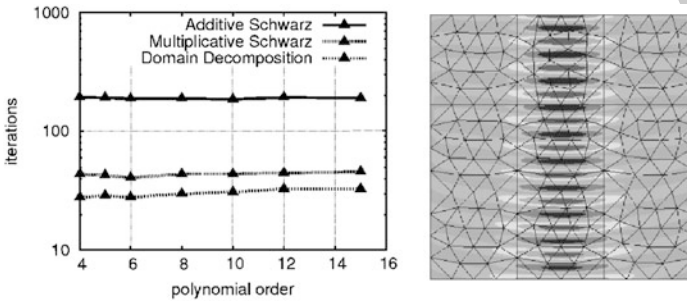 1000
100
10
iterations
Additive Schwarz
Multiplicative Schwarz
Domain Decomposition
4 6 8 10 12 14 16
polynomial order